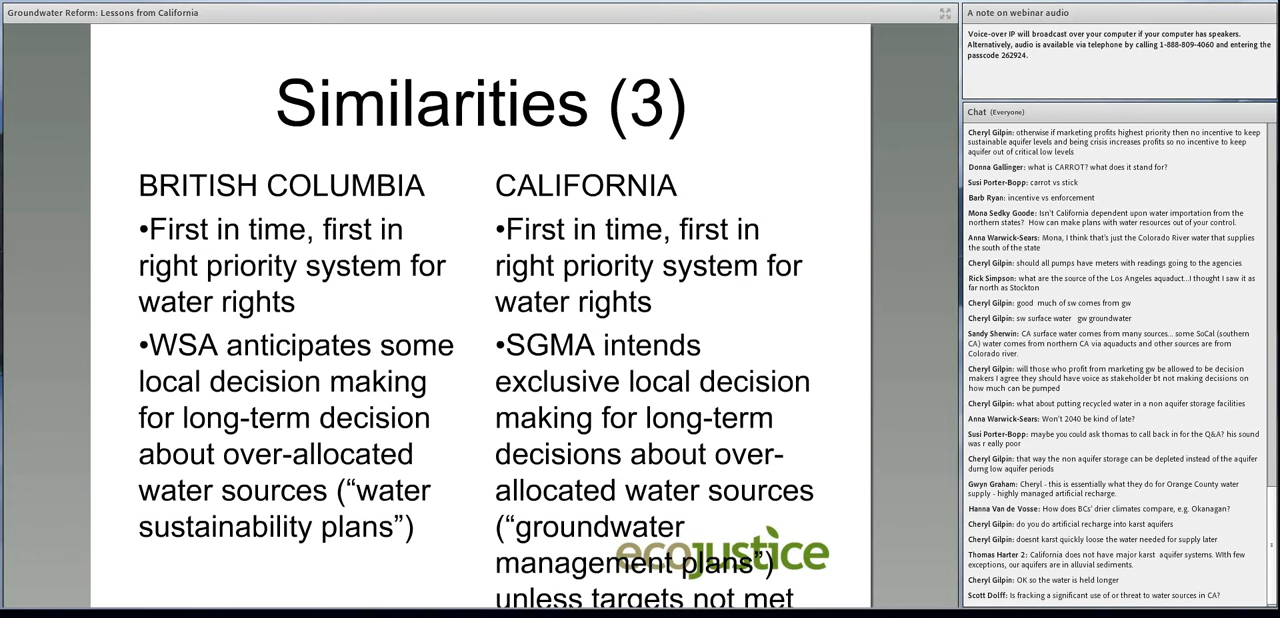 Groundwater Reform: Lessons from California
Similarities (3)
BRITISH COLUMBIA
•First in time, first in
right priority system for
water rights
•WSA anticipates some
local decision making
for long-term decision
about over-allocated
water sources (“water
sustainability plans”)
CALIFORNIA
•First in time, first in
right priority system for
water rights
•SGMA intends
exclusive local decision
making for long-term
decisions about over-
allocated water sources
(“groundwater
management plans”)
unless targets not met
ecojustice
A note on webinar audio
Voice-over IP will broadcast over your computer if your computer has speakers.
Alternatively, audio is available via telephone by calling 1-888-809-4060 and entering the
passcode 262924.
Chat (Everyone)
Cheryl Gilpin: otherwise if marketing profits highest priority then no incentive to keep
sustainable aquifer levels and being crisis increases profits so no incentive to keep
aquifer out of critical low levels
Donna Gallinger: what is CARROT? what does it stand for?
Susi Porter-Bopp: carrot vs stick
Barb Ryan: incentive vs enforcement
Mona Sedky Goode: Isn't California dependent upon water importation from the
northern states? How can make plans with water resources out of your control.
Anna Warwick-Sears: Mona, I think that's just the Colorado River water that supplies
the south of the state
Cheryl Gilpin: should all pumps have meters with readings going to the agencies
Rick Simpson: what are the source of the Los Angeles aquaduct...I thought I saw it as
far north as Stockton
Cheryl Gilpin: good much of sw comes from gw
Cheryl Gilpin: sw surface water gw groundwater
Sandy Sherwin: CA surface water comes from many sources... some SoCal (southern
CA) water comes from northern CA via aquaducts and other sources are from
Colorado river.
Cheryl Gilpin: will those who profit from marketing gw be allowed to be decision
makers I agree they should have voice as stakeholder bt not making decisions on
how much can be pumped
Cheryl Gilpin: what about putting recycled water in a non aquifer storage facilities
Anna Warwick-Sears: Won't 2040 be kind of late?
Susi Porter-Bopp: maybe you could ask thomas to call back in for the Q&A? his sound
was r eally poor
Cheryl Gilpin: that way the non aquifer storage can be depleted instead of the aquifer
durng low aquifer periods
Gwyn Graham: Cheryl - this is essentially what they do for Orange County water
supply - highly managed artificial recharge.
Hanna Van de Vosse: How does BCs' drier climates compare, e.g. Okanagan?
Cheryl Gilpin: do you do artificial recharge into karst aquifers
Cheryl Gilpin: doesnt karst quickly loose the water needed for supply later
Thomas Harter 2: California does not have major karst aquifer systems. WIth few
exceptions, our aquifers are in alluvial sediments.
Cheryl Gilpin: OK so the water is held longer
Scott Dolff: Is fracking a significant use of or threat to water sources in CA?